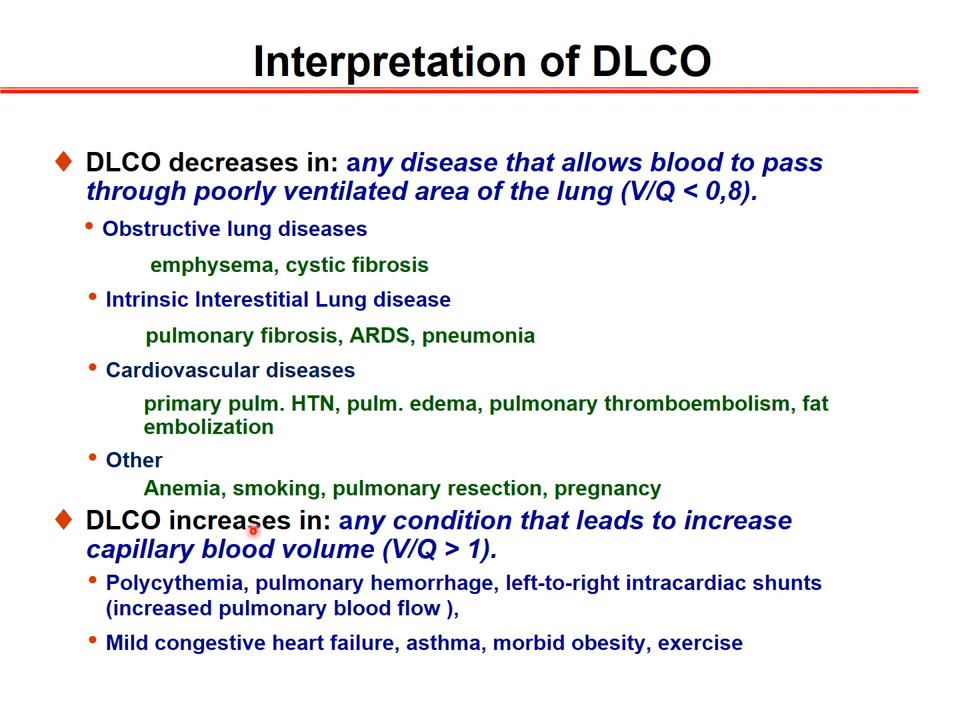 Interpretation of DLCO
DLCO decreases in: any disease that allows blood to pass
through poorly ventilated area of the lung (V/Q < 0,8).
Obstructive lung diseases
emphysema, cystic fibrosis
Intrinsic Interestitial Lung disease
pulmonary fibrosis, ARDS, pneumonia
Cardiovascular diseases
primary pulm. HTN, pulm. edema, pulmonary thromboembolism, fat
embolization
Other
Anemia, smoking, pulmonary resection, pregnancy
DLCO increases in: any condition that leads to increase
capillary blood volume (V/Q > 1).
Polycythemia, pulmonary hemorrhage, left-to-right intracardiac shunts
(increased pulmonary blood flow ),
Mild congestive heart failure, asthma, morbid obesity, exercise